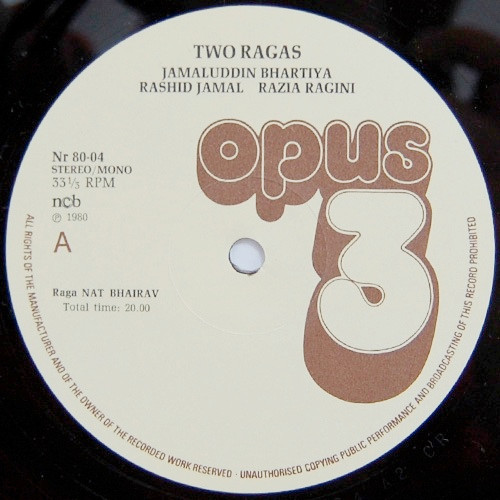 TWO RAGAS
JAMALUDDIN BHARTIYA
RASHID JAMAL RAZIA RAGINI
opus
3
Nr 80-04
STEREO/MONO
33⅓ RPM
ncb
℗ 1980
A
Raga NAT BHAIRAV
Total time: 20.00
ALL RIGHTS OF THE MANUFACTURER AND OF THE OWNER OF THE RECORDED WORK RESERVED - UNAUTHORISED COPYING PUBLIC PERFORMANCE AND BROADCASTING OF THIS RECORD PROHIBITED